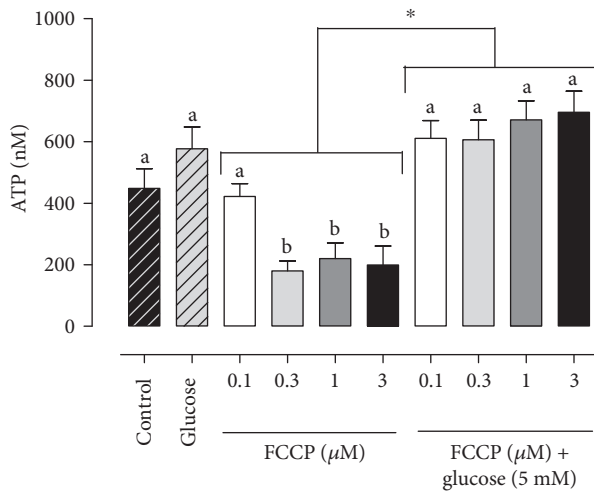 *
1000
800
600
400
200
0
ATP (nM)
a
a
a
b
b
b
a
a
a
a
0.1
0.3
1
3
0.1
0.3
1
3
Control
Glucose
FCCP (μM)
FCCP (μM) +
glucose (5 mM)